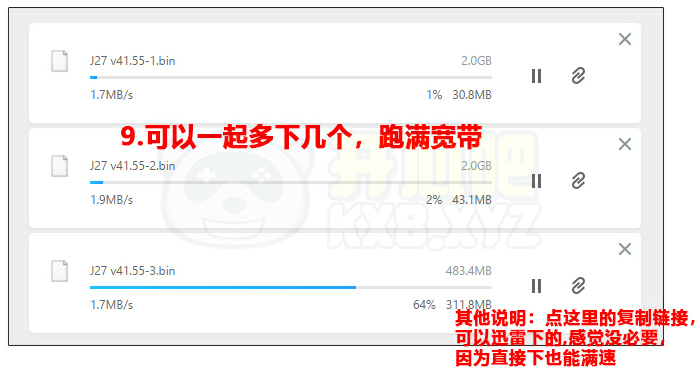 J27 v41.55-1.bin
2.0GB
1.7MB/s
1% 30.8MB
9.可以一起多下几个，跑满宽带
J27 v41.55-2.bin
2.0GB
1.9MB/s
2% 43.1MB
开心吧
KXB.XYZ
J27 v41.55-3.bin
483.4MB
1.7MB/s
64% 311.8MB
其他说明：点这里的复制链接，
可以迅雷下的,感觉没必要，
因为直接下也能满速